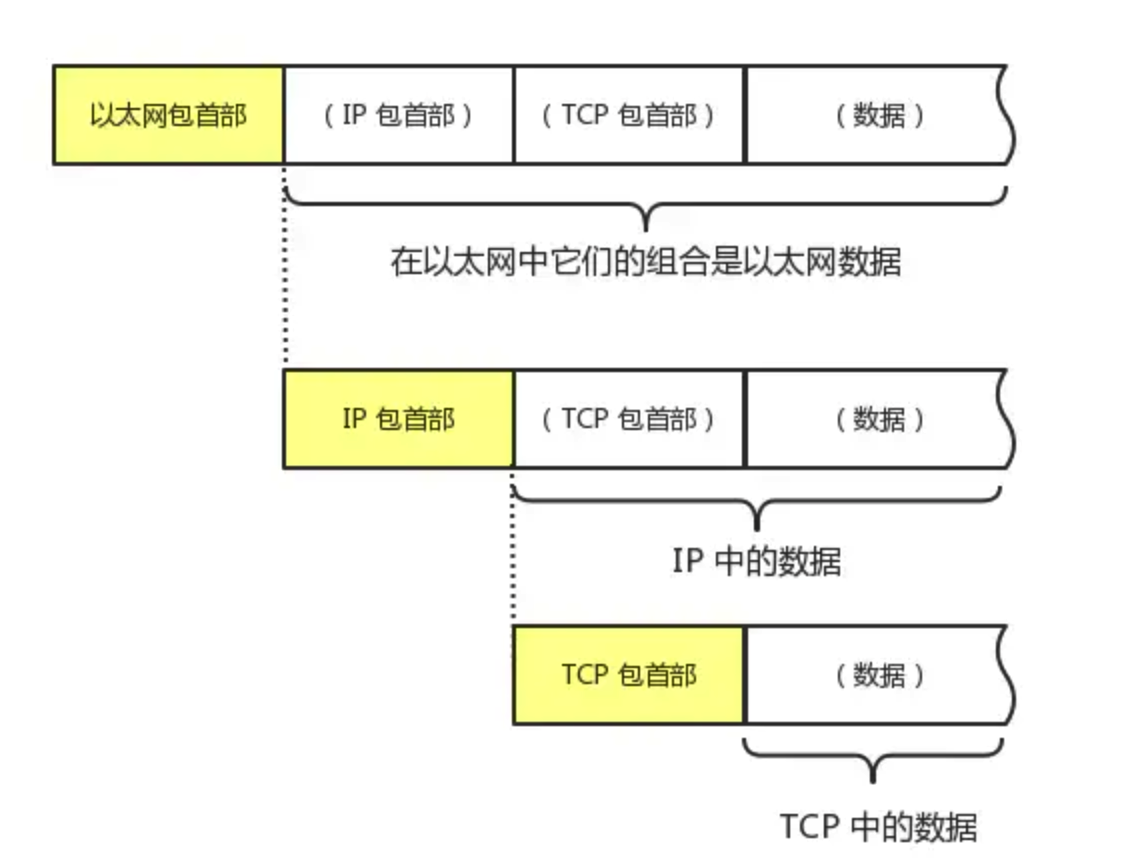 以太网包首部 （ IP 包首部 ） （ TCP 包首部 ） （ 数据 ）
在以太网中它们的组合是以太网数据
IP 包首部 （ TCP 包首部 ） （ 数据 ）
IP 中的数据
TCP 包首部 （ 数据 ）
TCP 中的数据